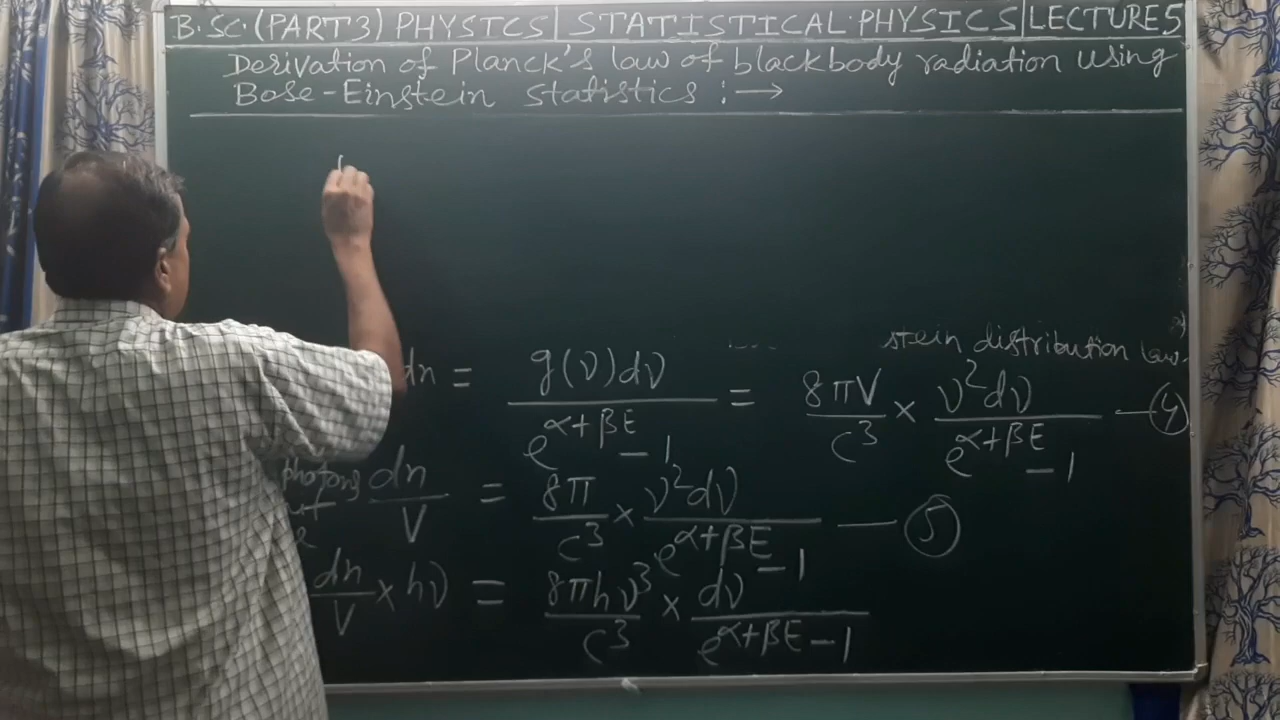 B.SC. (PART 3) PHYSICS | STATISTICAL PHYSICS | LECTURE 5
Derivation of Planck's law of blackbody radiation using
Bose-Einstein statistics :→
stein distribution law
dn = g(ν)dν / e^(α+βE) − 1 = 8πV / c³ × ν²dν / e^(α+βE) − 1 — (4)
photons dn / V = 8π / c³ × ν²dν / e^(α+βE) − 1 — (5)
dn / V × hν = 8πhν³ / c³ × dν / e^(α+βE) − 1